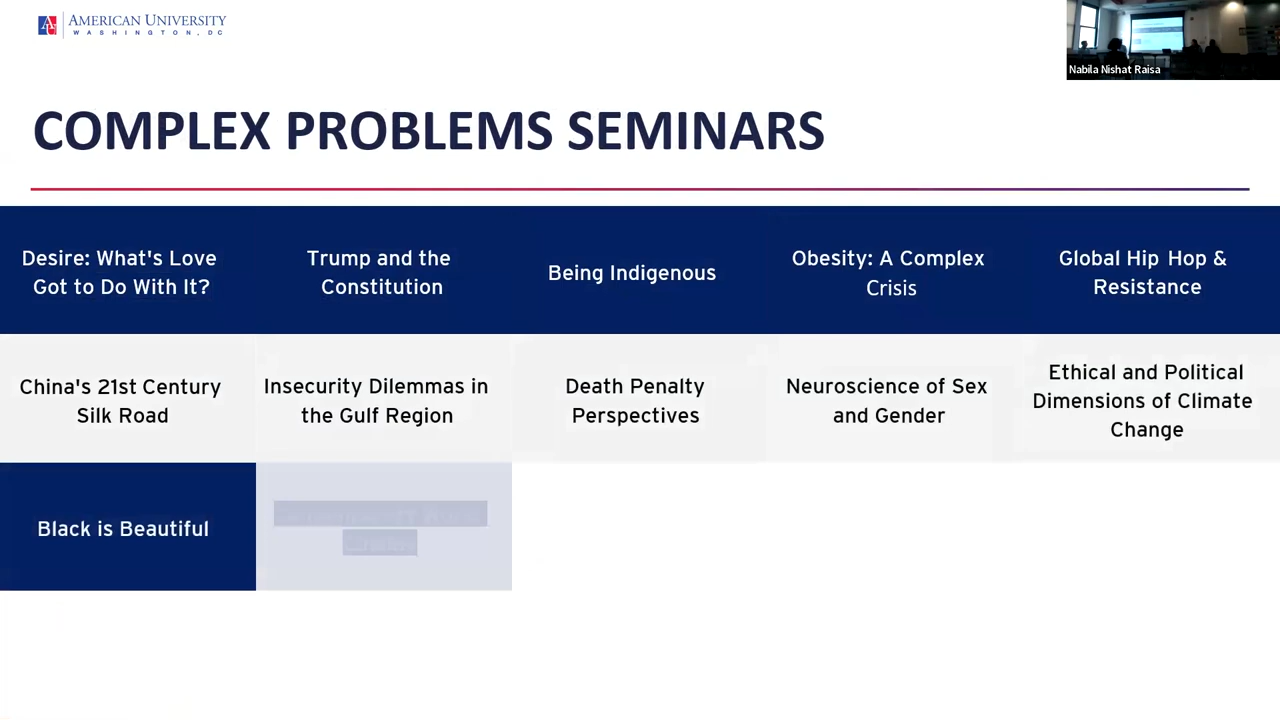 AMERICAN UNIVERSITY
WASHINGTON, DC
Nabila Nishat Raisa
COMPLEX PROBLEMS SEMINARS
Desire: What's Love
Got to Do With It?
Trump and the
Constitution
Being Indigenous
Obesity: A Complex
Crisis
Global Hip Hop &
Resistance
China's 21st Century
Silk Road
Insecurity Dilemmas in
the Gulf Region
Death Penalty
Perspectives
Neuroscience of Sex
and Gender
Ethical and Political
Dimensions of Climate
Change
Black is Beautiful